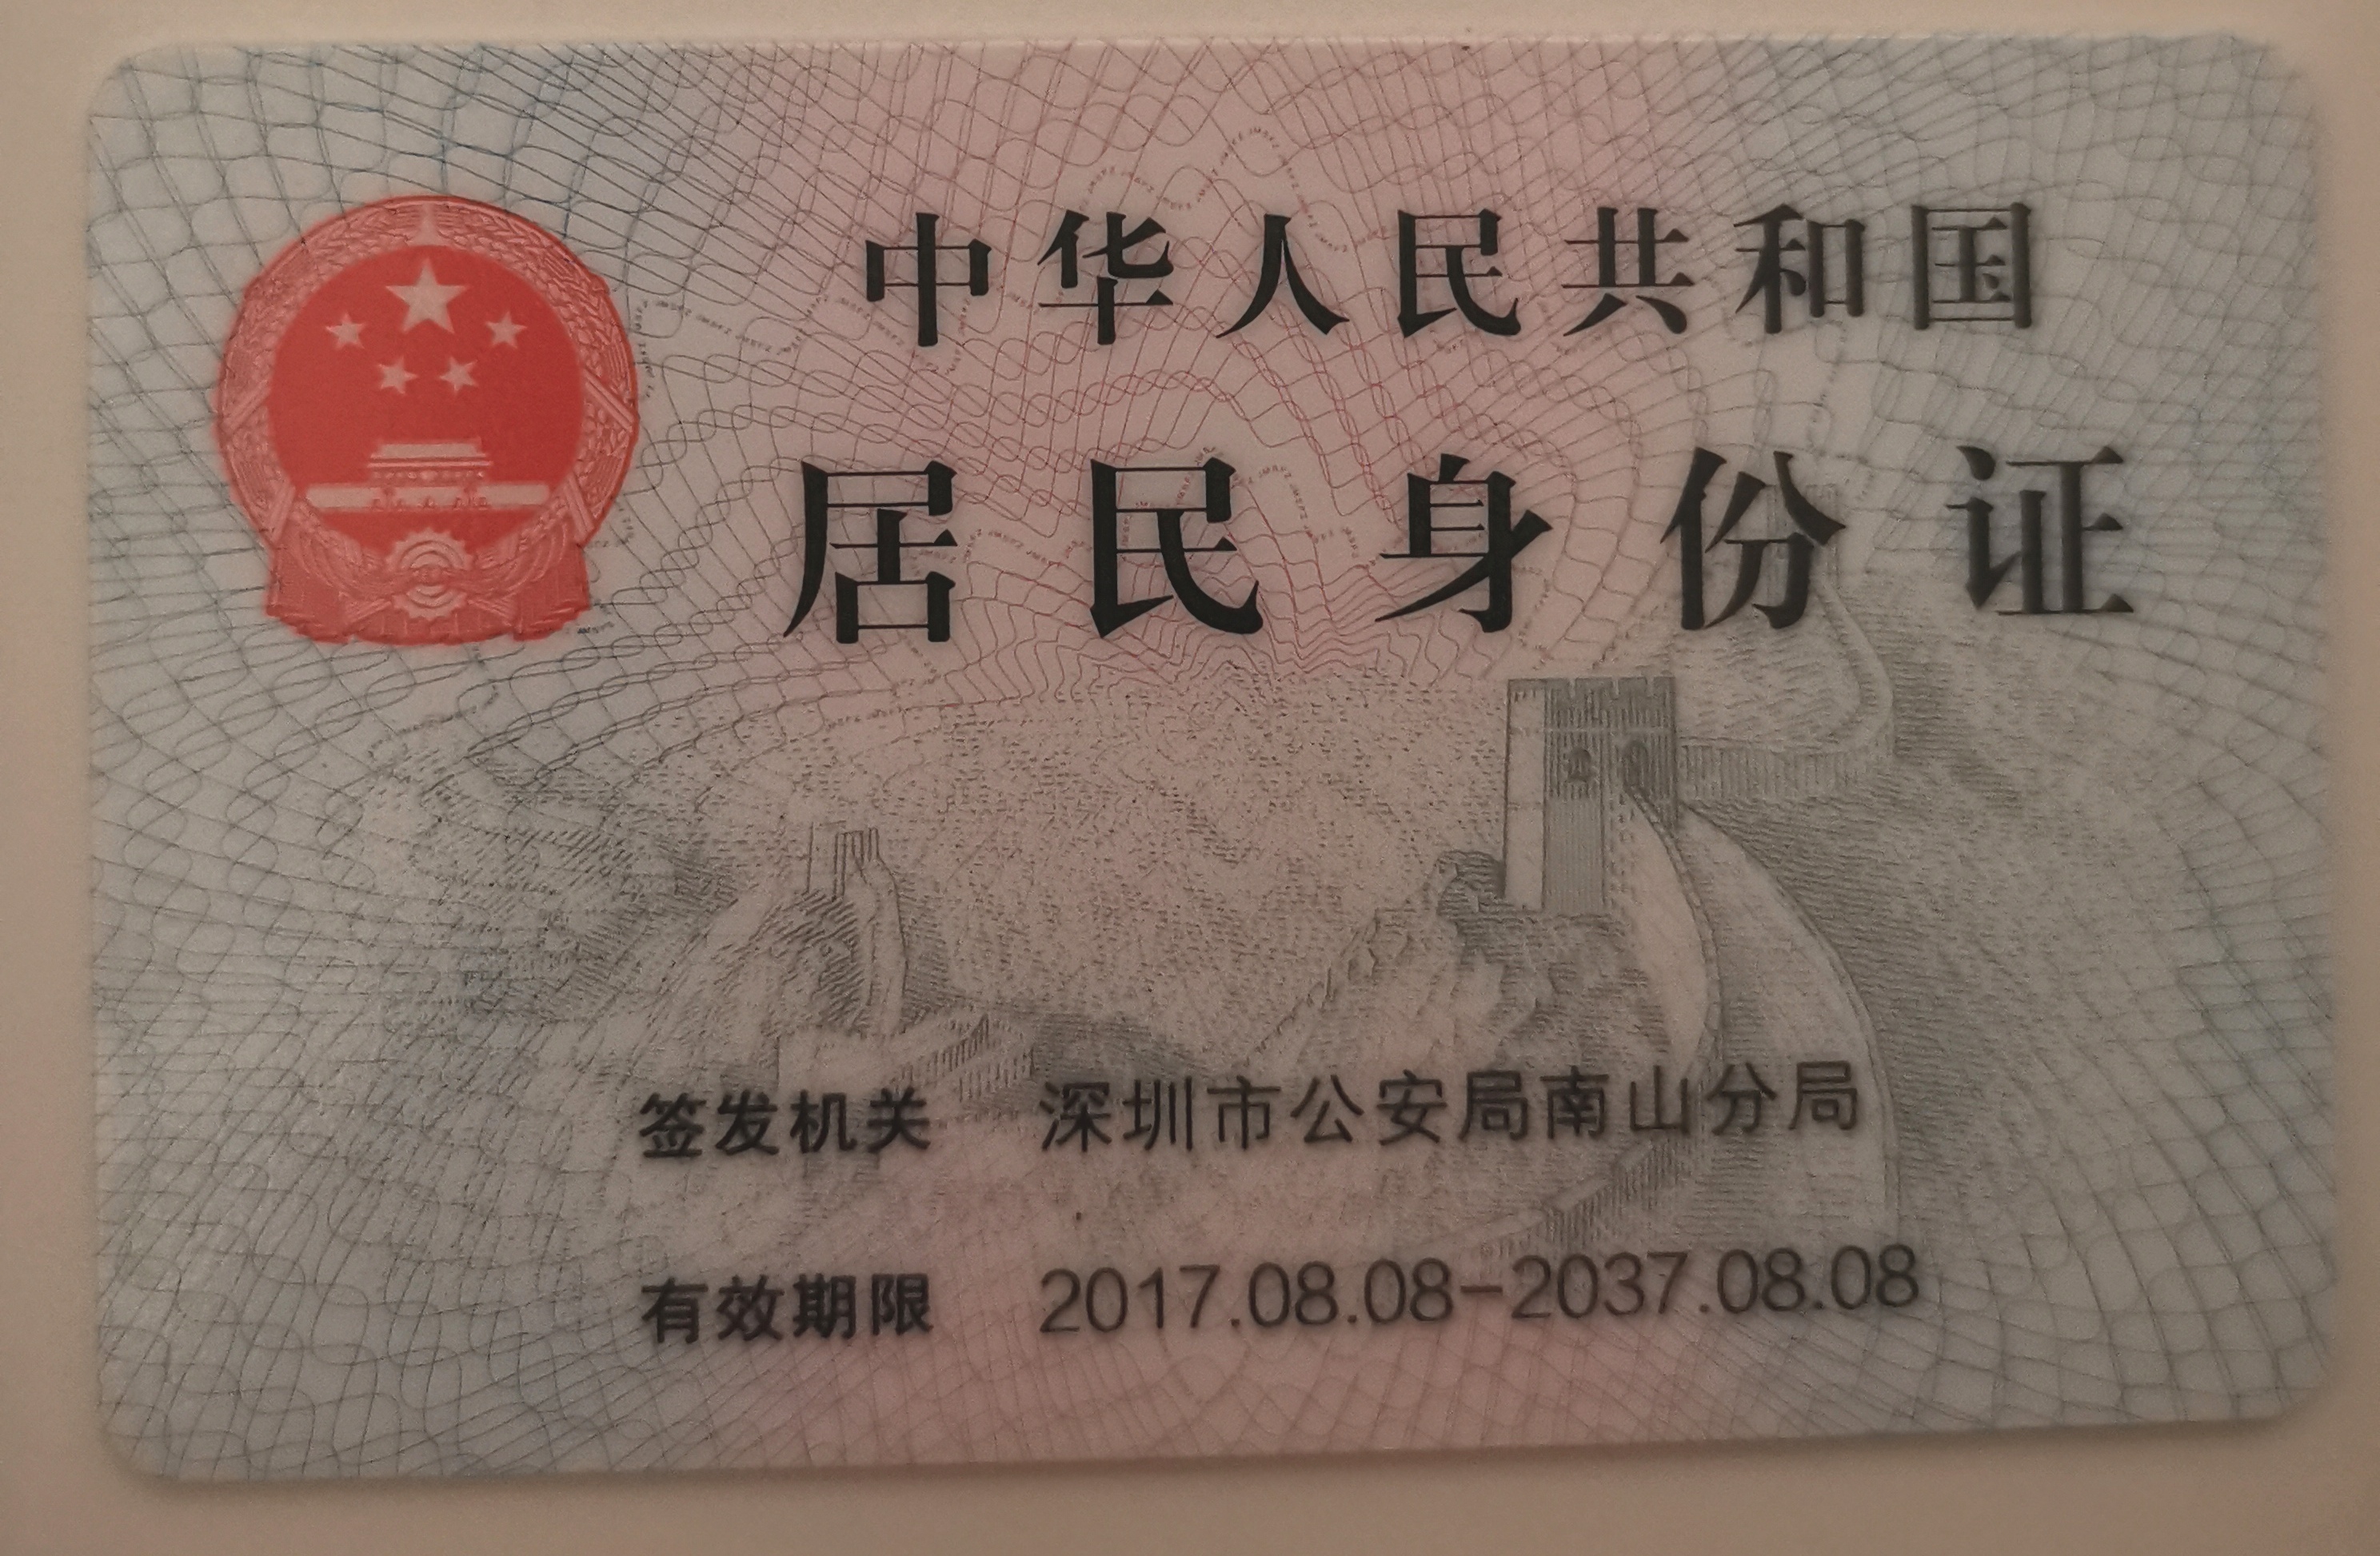 中华人民共和国
居民身份证
签发机关 深圳市公安局南山分局
有效期限 2017.08.08-2037.08.08